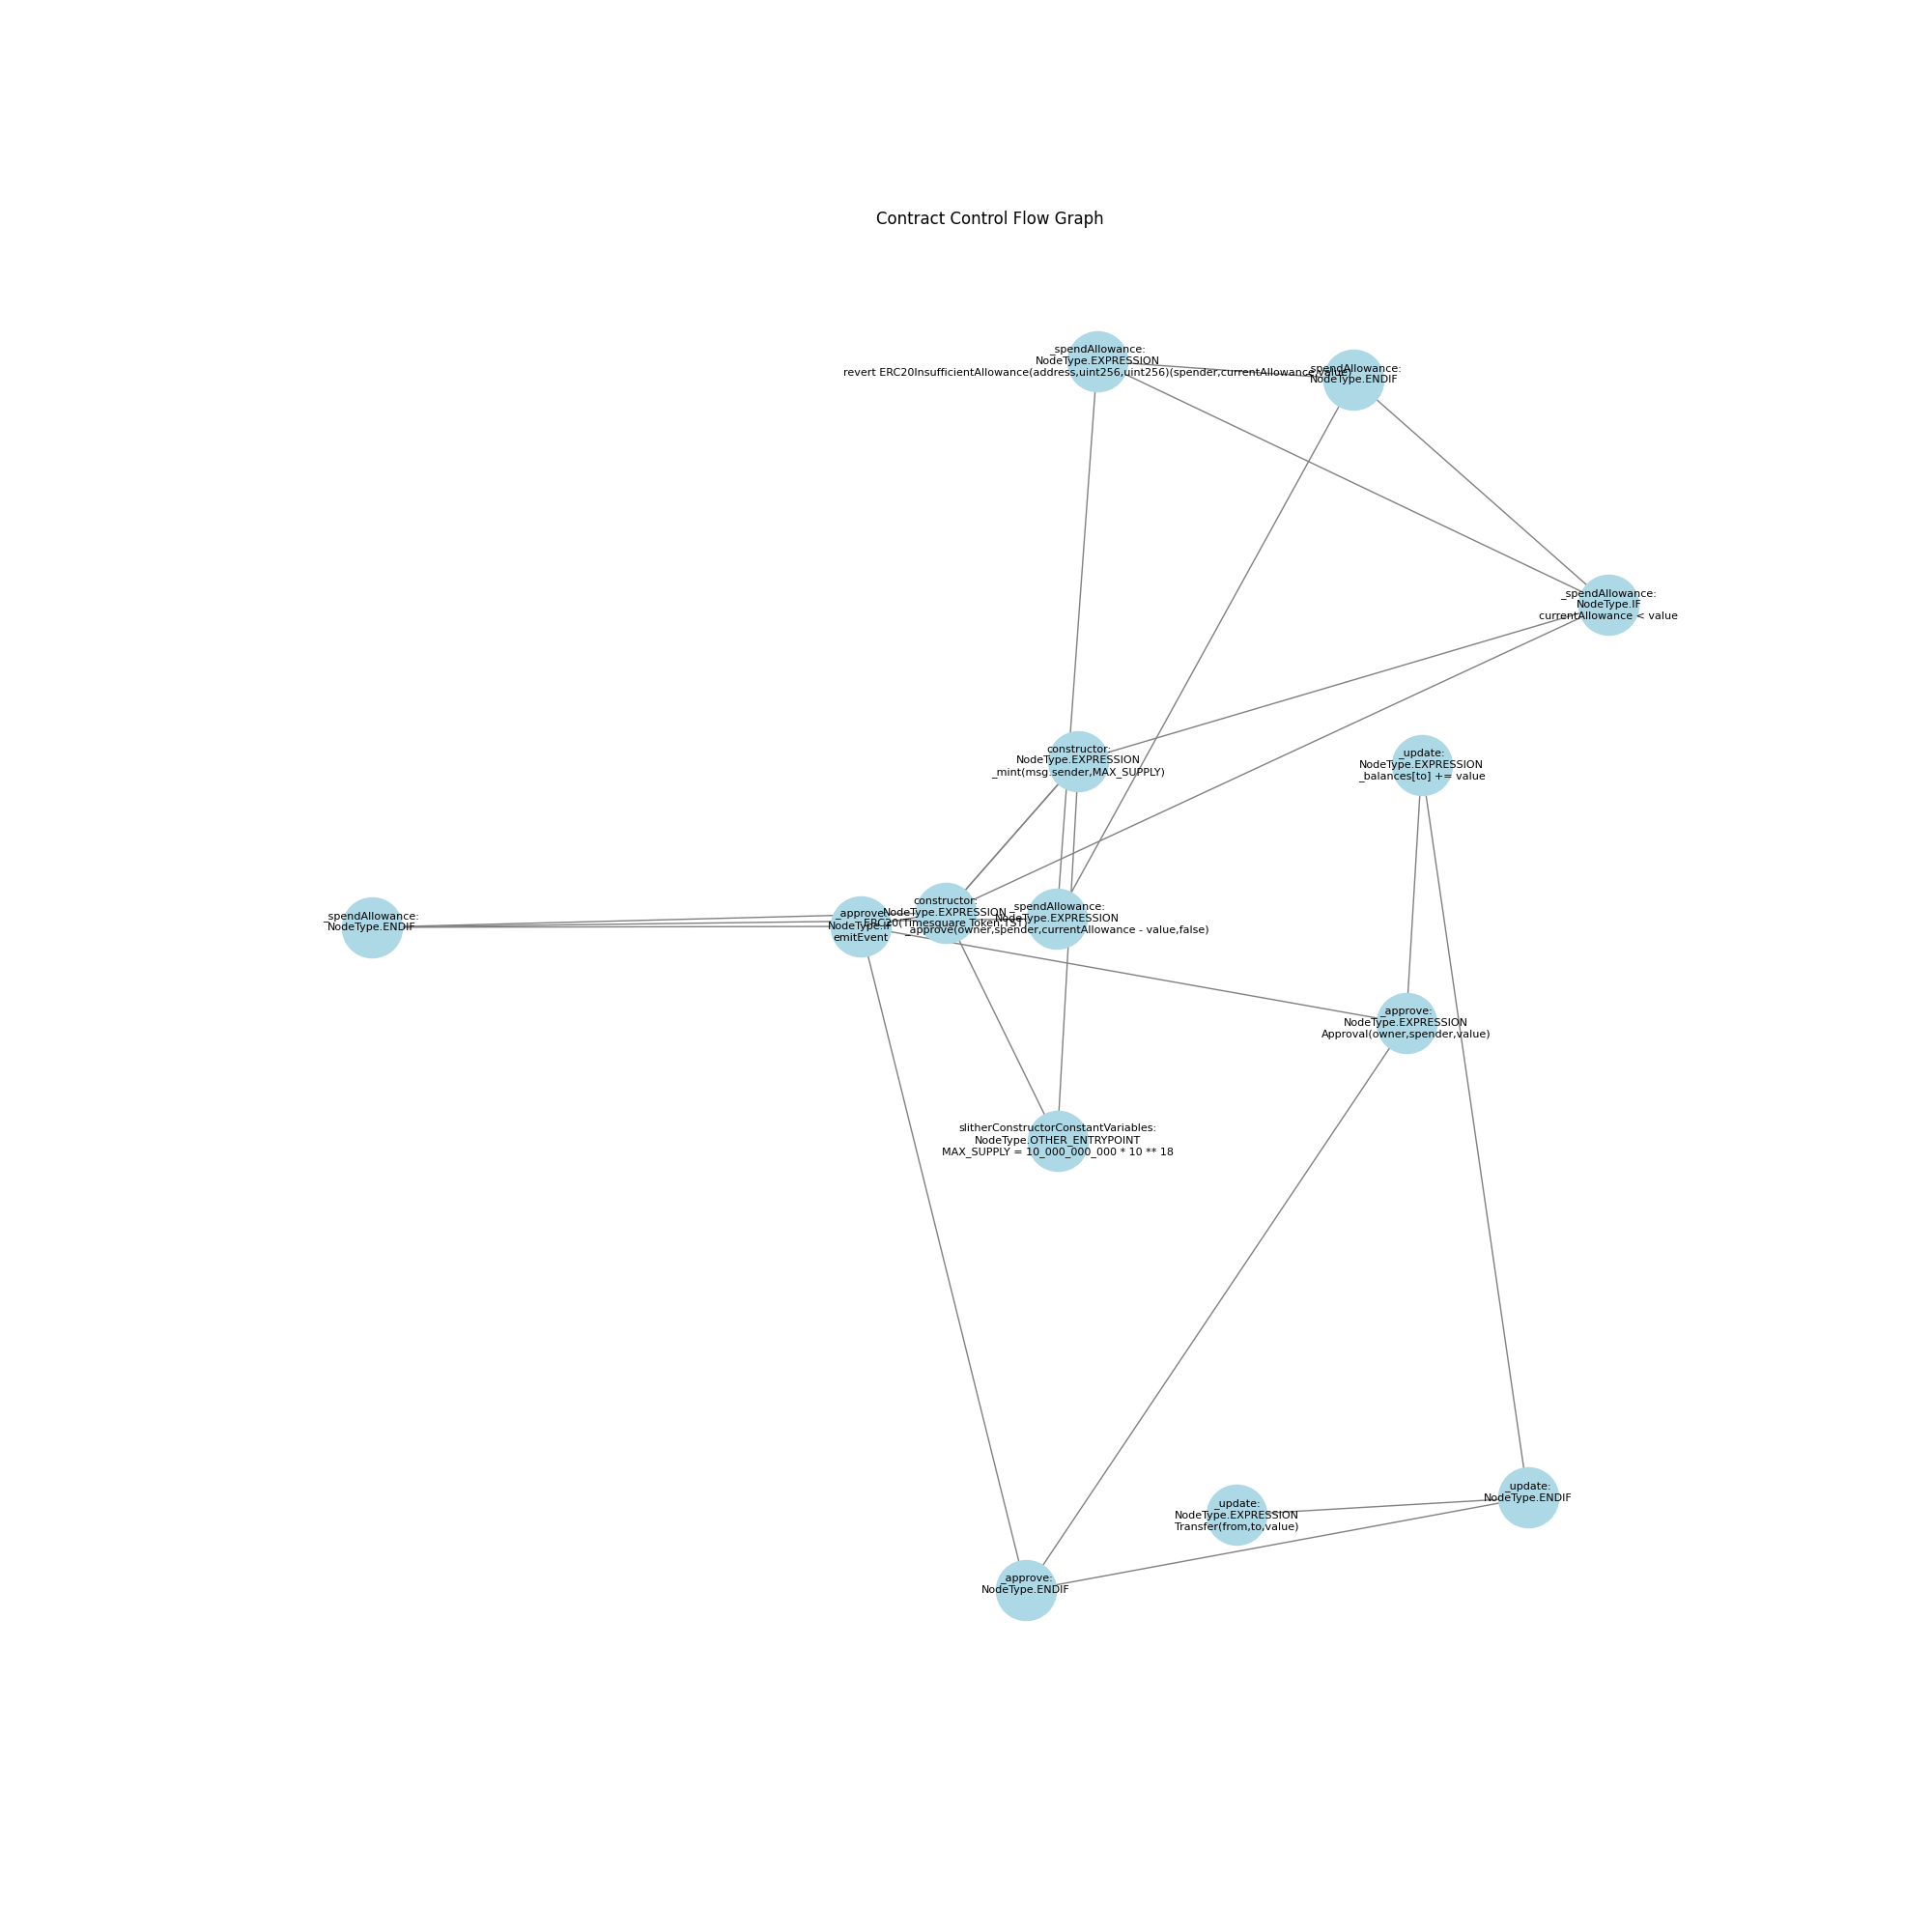 Contract Control Flow Graph
_spendAllowance:
NodeType.EXPRESSION
revert ERC20InsufficientAllowance(address,uint256,uint256)(spender,currentAllowance,value)
_spendAllowance:
NodeType.ENDIF
_spendAllowance:
NodeType.IF
currentAllowance < value
constructor:
NodeType.EXPRESSION
_mint(msg.sender,MAX_SUPPLY)
_update:
NodeType.EXPRESSION
_balances[to] += value
_spendAllowance:
NodeType.ENDIF
_approve:
NodeType.IF
emitEvent
constructor:
NodeType.EXPRESSION
ERC20(Timesquare Token,TST)
_spendAllowance:
NodeType.EXPRESSION
_approve(owner,spender,currentAllowance - value,false)
_approve:
NodeType.EXPRESSION
Approval(owner,spender,value)
slitherConstructorConstantVariables:
NodeType.OTHER_ENTRYPOINT
MAX_SUPPLY = 10_000_000_000 * 10 ** 18
_update:
NodeType.ENDIF
_update:
NodeType.EXPRESSION
Transfer(from,to,value)
_approve:
NodeType.ENDIF